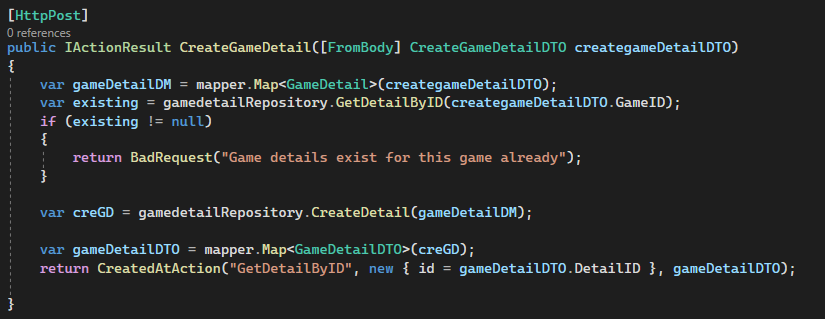 [HttpPost]
0 references
public IActionResult CreateGameDetail([FromBody] CreateGameDetailDTO creategameDetailDTO)
{
var gameDetailDM = mapper.Map<GameDetail>(creategameDetailDTO);
var existing = gamedetailRepository.GetDetailByID(creategameDetailDTO.GameID);
if (existing != null)
{
return BadRequest("Game details exist for this game already");
}
var creGD = gamedetailRepository.CreateDetail(gameDetailDM);
var gameDetailDTO = mapper.Map<GameDetailDTO>(creGD);
return CreatedAtAction("GetDetailByID", new { id = gameDetailDTO.DetailID }, gameDetailDTO);
}